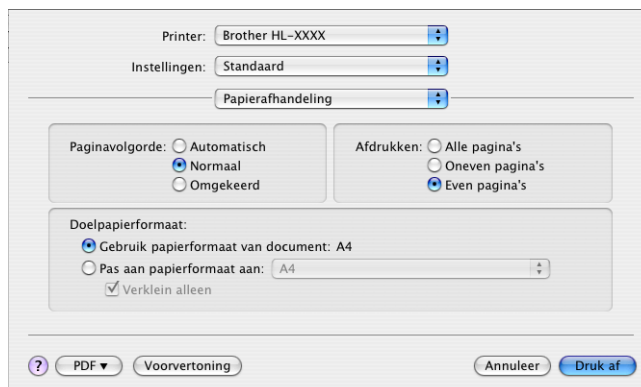 Printer: Brother HL-XXXX
Instellingen: Standaard
Papierafhandeling
Paginavolgorde: Automatisch
Normaal
Omgekeerd
Afdrukken: Alle pagina's
Oneven pagina's
Even pagina's
Doelpapierformaat:
Gebruik papierformaat van document: A4
Pas aan papierformaat aan: A4
Verklein alleen
? PDF ▼ Voorvertoning Annuleer Druk af